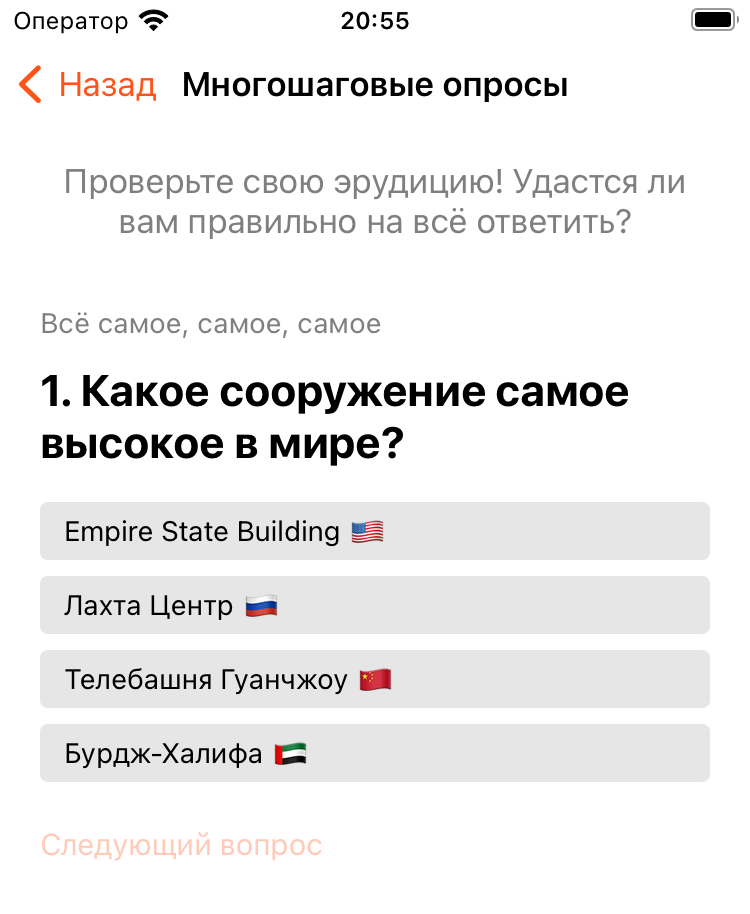 Оператор 20:55
Назад Многошаговые опросы
Проверьте свою эрудицию! Удастся ли
вам правильно на всё ответить?
Всё самое, самое, самое
1. Какое сооружение самое
высокое в мире?
Empire State Building 🇺🇸
Лахта Центр 🇷🇺
Телебашня Гуанчжоу 🇨🇳
Бурдж-Халифа 🇦🇪
Следующий вопрос